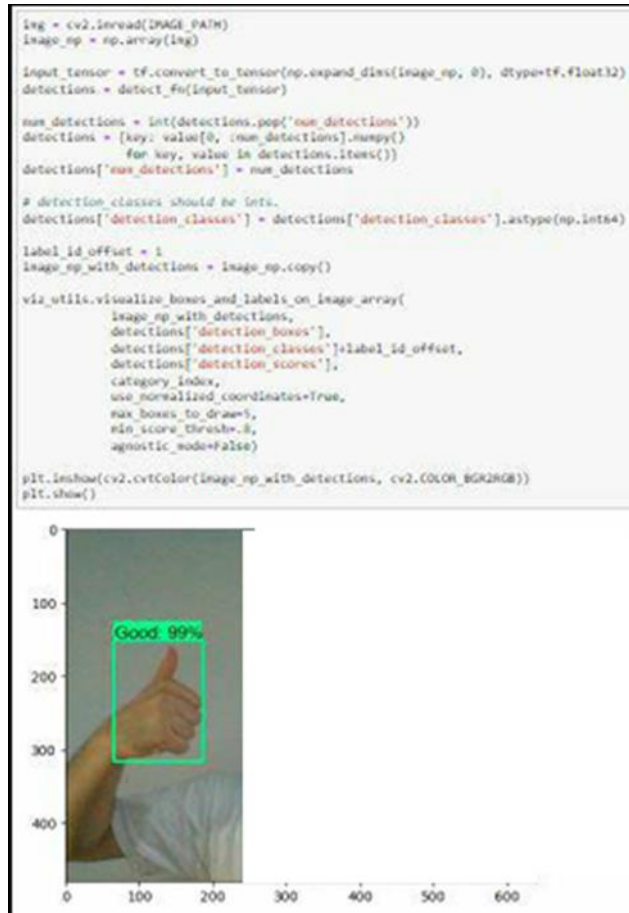 img = cv2.imread(IMAGE_PATH)
image_np = np.array(img)
input_tensor = tf.convert_to_tensor(np.expand_dims(image_np, 0), dtype=tf.float32)
detections = detect_fn(input_tensor)
num_detections = int(detections.pop('num_detections'))
detections = {key: value[0, :num_detections].numpy()
for key, value in detections.items()}
detections['num_detections'] = num_detections
# detection_classes should be ints.
detections['detection_classes'] = detections['detection_classes'].astype(np.int64)
label_id_offset = 1
image_np_with_detections = image_np.copy()
viz_utils.visualize_boxes_and_labels_on_image_array(
image_np_with_detections,
detections['detection_boxes'],
detections['detection_classes']+label_id_offset,
detections['detection_scores'],
category_index,
use_normalized_coordinates=True,
max_boxes_to_draw=5,
min_score_thresh=.8,
agnostic_mode=False)
plt.imshow(cv2.cvtColor(image_np_with_detections, cv2.COLOR_BGR2RGB))
plt.show()
0
100
Good: 99%
200
300
400
0 100 200 300 400 500 600